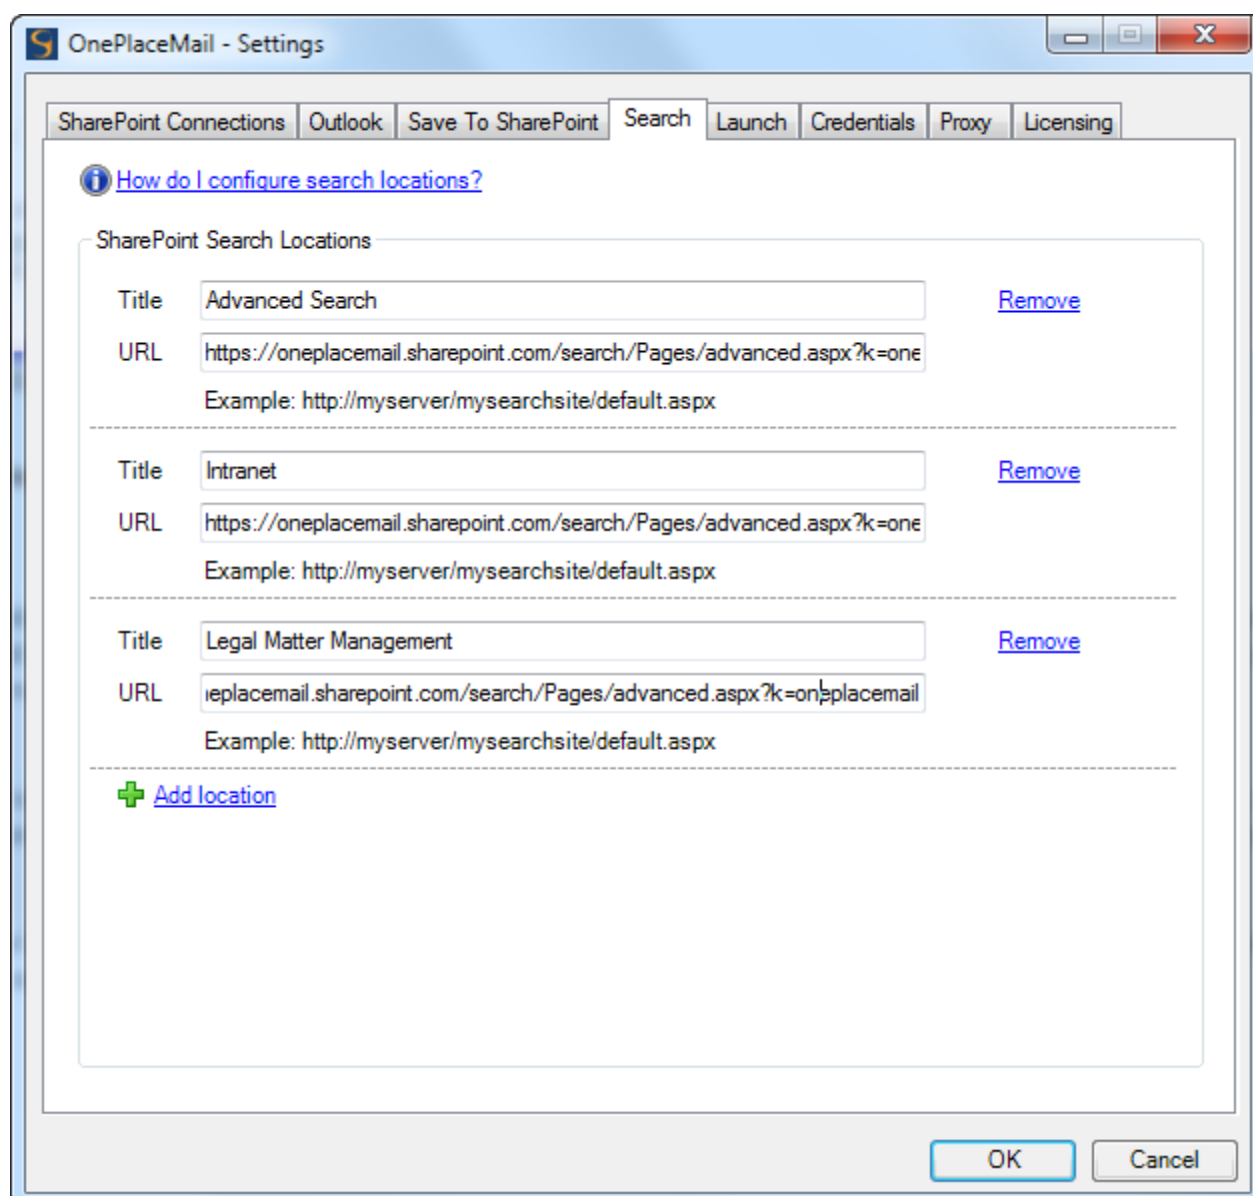 OnePlaceMail - Settings
SharePoint Connections Outlook Save To SharePoint Search Launch Credentials Proxy Licensing
How do I configure search locations?
SharePoint Search Locations
Title Advanced Search Remove
URL https://oneplacemail.sharepoint.com/search/Pages/advanced.aspx?k=one
Example: http://myserver/mysearchsite/default.aspx
Title Intranet Remove
URL https://oneplacemail.sharepoint.com/search/Pages/advanced.aspx?k=one
Example: http://myserver/mysearchsite/default.aspx
Title Legal Matter Management Remove
URL eplacemail.sharepoint.com/search/Pages/advanced.aspx?k=oneplacemail
Example: http://myserver/mysearchsite/default.aspx
Add location
OK Cancel